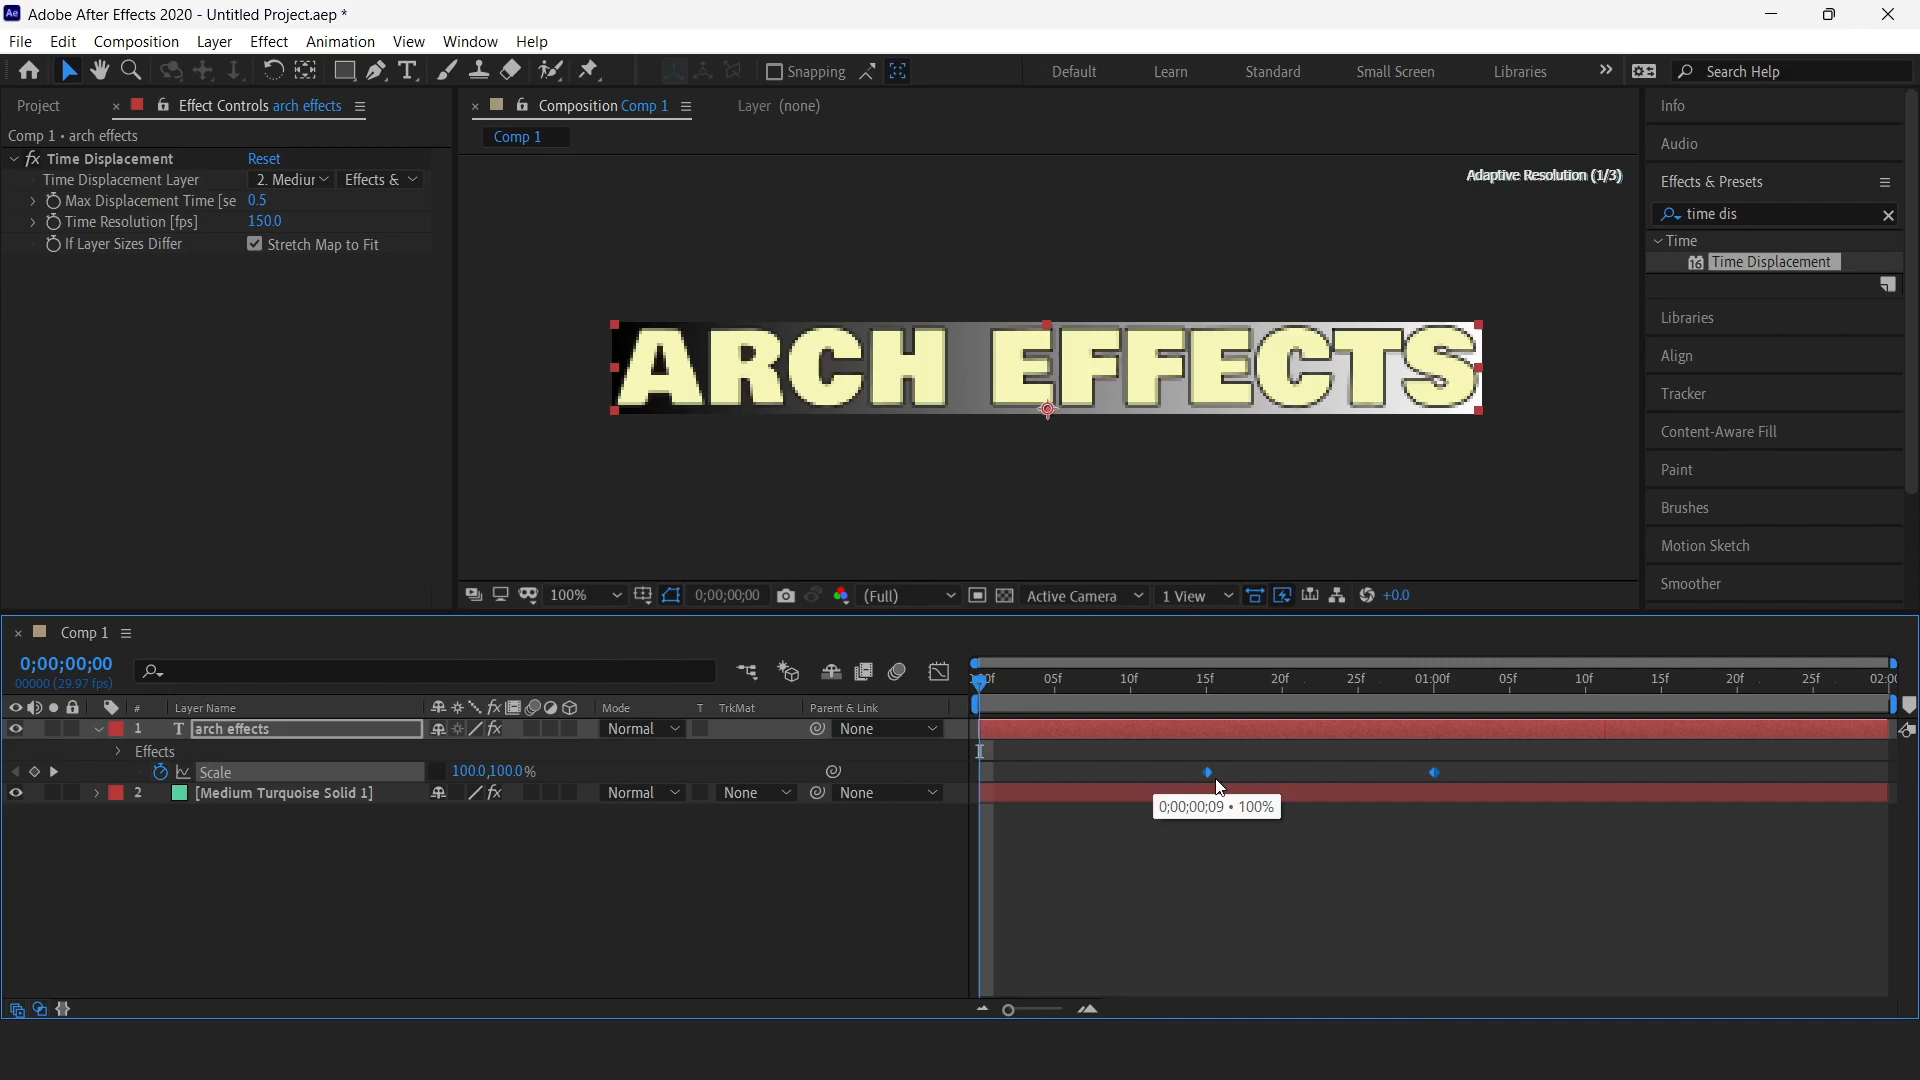 Ae Adobe After Effects 2020 - Untitled Project.aep *
File Edit Composition Layer Effect Animation View Window Help
T Snapping Default Learn Standard Small Screen Libraries Search Help
Project Effect Controls arch effects
Comp 1 • arch effects
fx Time Displacement Reset
Time Displacement Layer 2. Mediur Effects &
Max Displacement Time [se 0.5
Time Resolution [fps] 150.0
If Layer Sizes Differ Stretch Map to Fit
Composition Comp 1 Layer (none)
Comp 1
Adaptive Resolution (1/3)
ARCH EFFECTS
100% 0;00;00;00 (Full) Active Camera 1 View +0.0
Info
Audio
Effects & Presets
time dis
Time
16 Time Displacement
Libraries
Align
Tracker
Content-Aware Fill
Paint
Brushes
Motion Sketch
Smoother
Comp 1
0;00;00;00
00000 (29.97 fps)
05f 10f 15f 20f 25f 01:00f 05f 10f 15f 20f 25f 02:0
# Layer Name fx Mode T TrkMat Parent & Link
1 T arch effects fx Normal None
Effects
Scale 100.0,100.0%
2 [Medium Turquoise Solid 1] fx Normal None None
0;00;00;09 • 100%